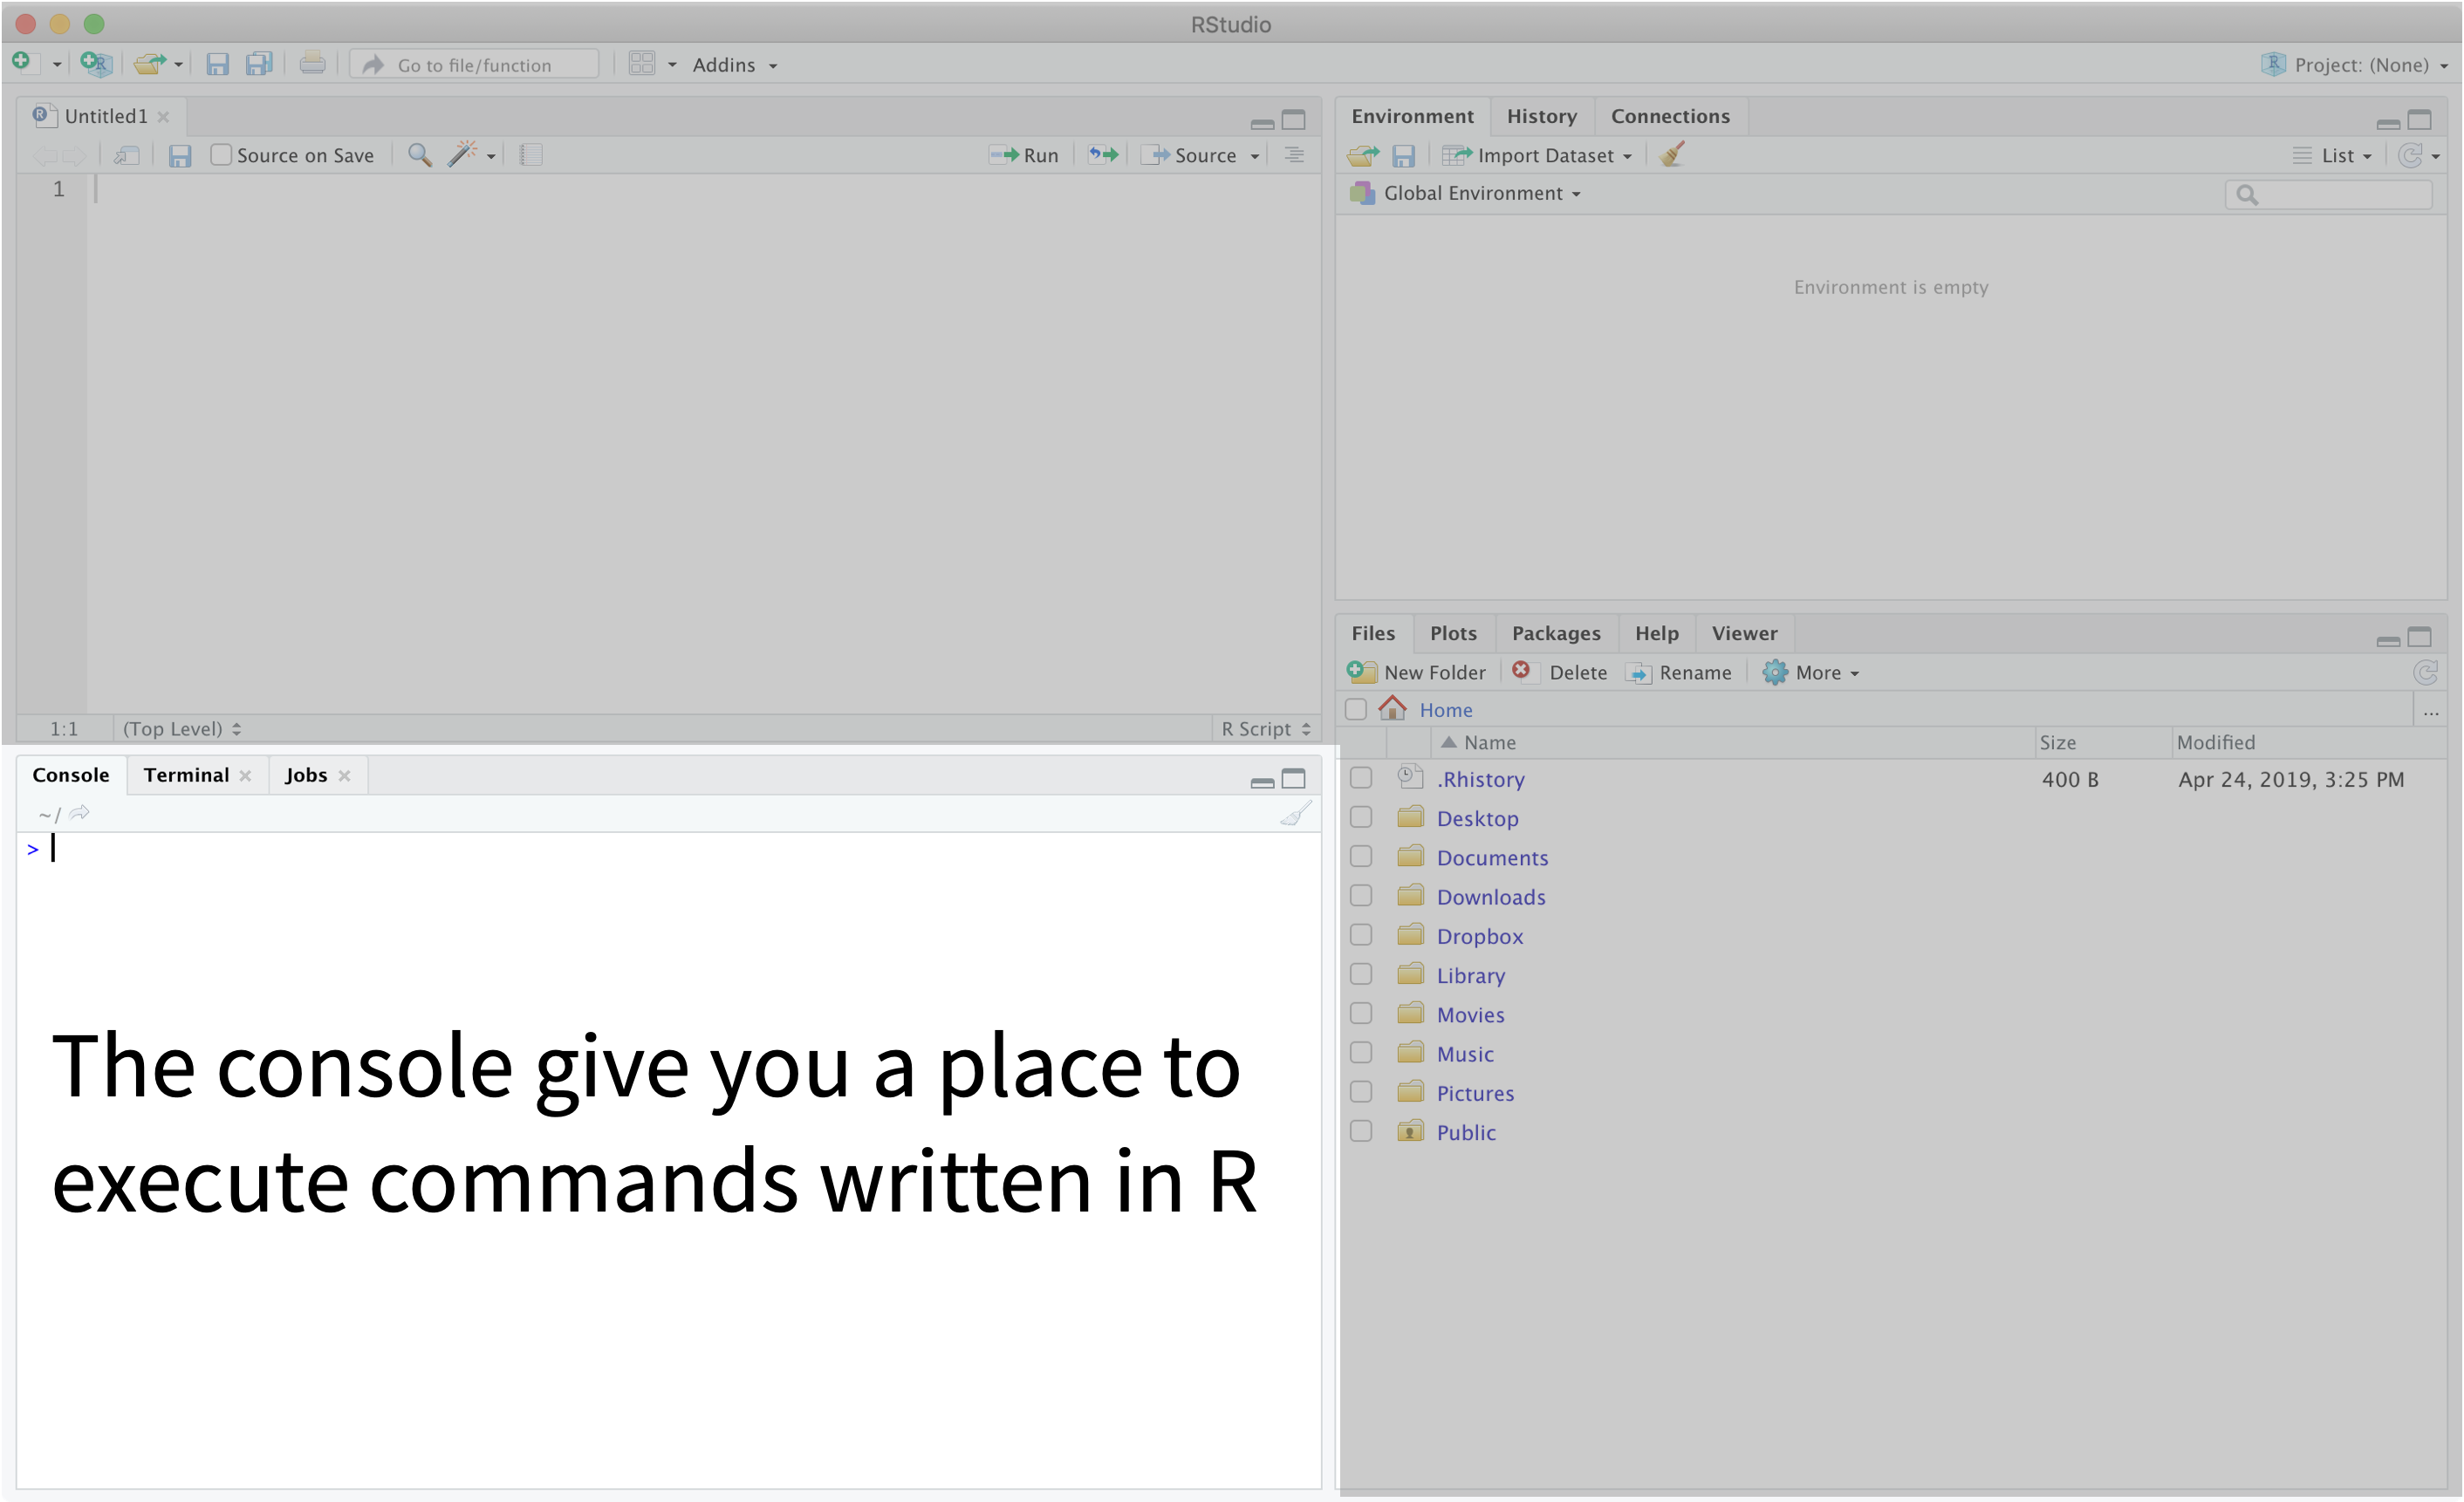 RStudio
Go to file/function
Addins
Project: (None)
Untitled1
Source on Save
Run
Source
1
1:1
(Top Level)
R Script
Environment
History
Connections
Import Dataset
List
Global Environment
Environment is empty
Console
Terminal
Jobs
~/
>
The console give you a place to
execute commands written in R
Files
Plots
Packages
Help
Viewer
New Folder
Delete
Rename
More
Home
...
Name
Size
Modified
.Rhistory 400 B Apr 24, 2019, 3:25 PM
Desktop
Documents
Downloads
Dropbox
Library
Movies
Music
Pictures
Public